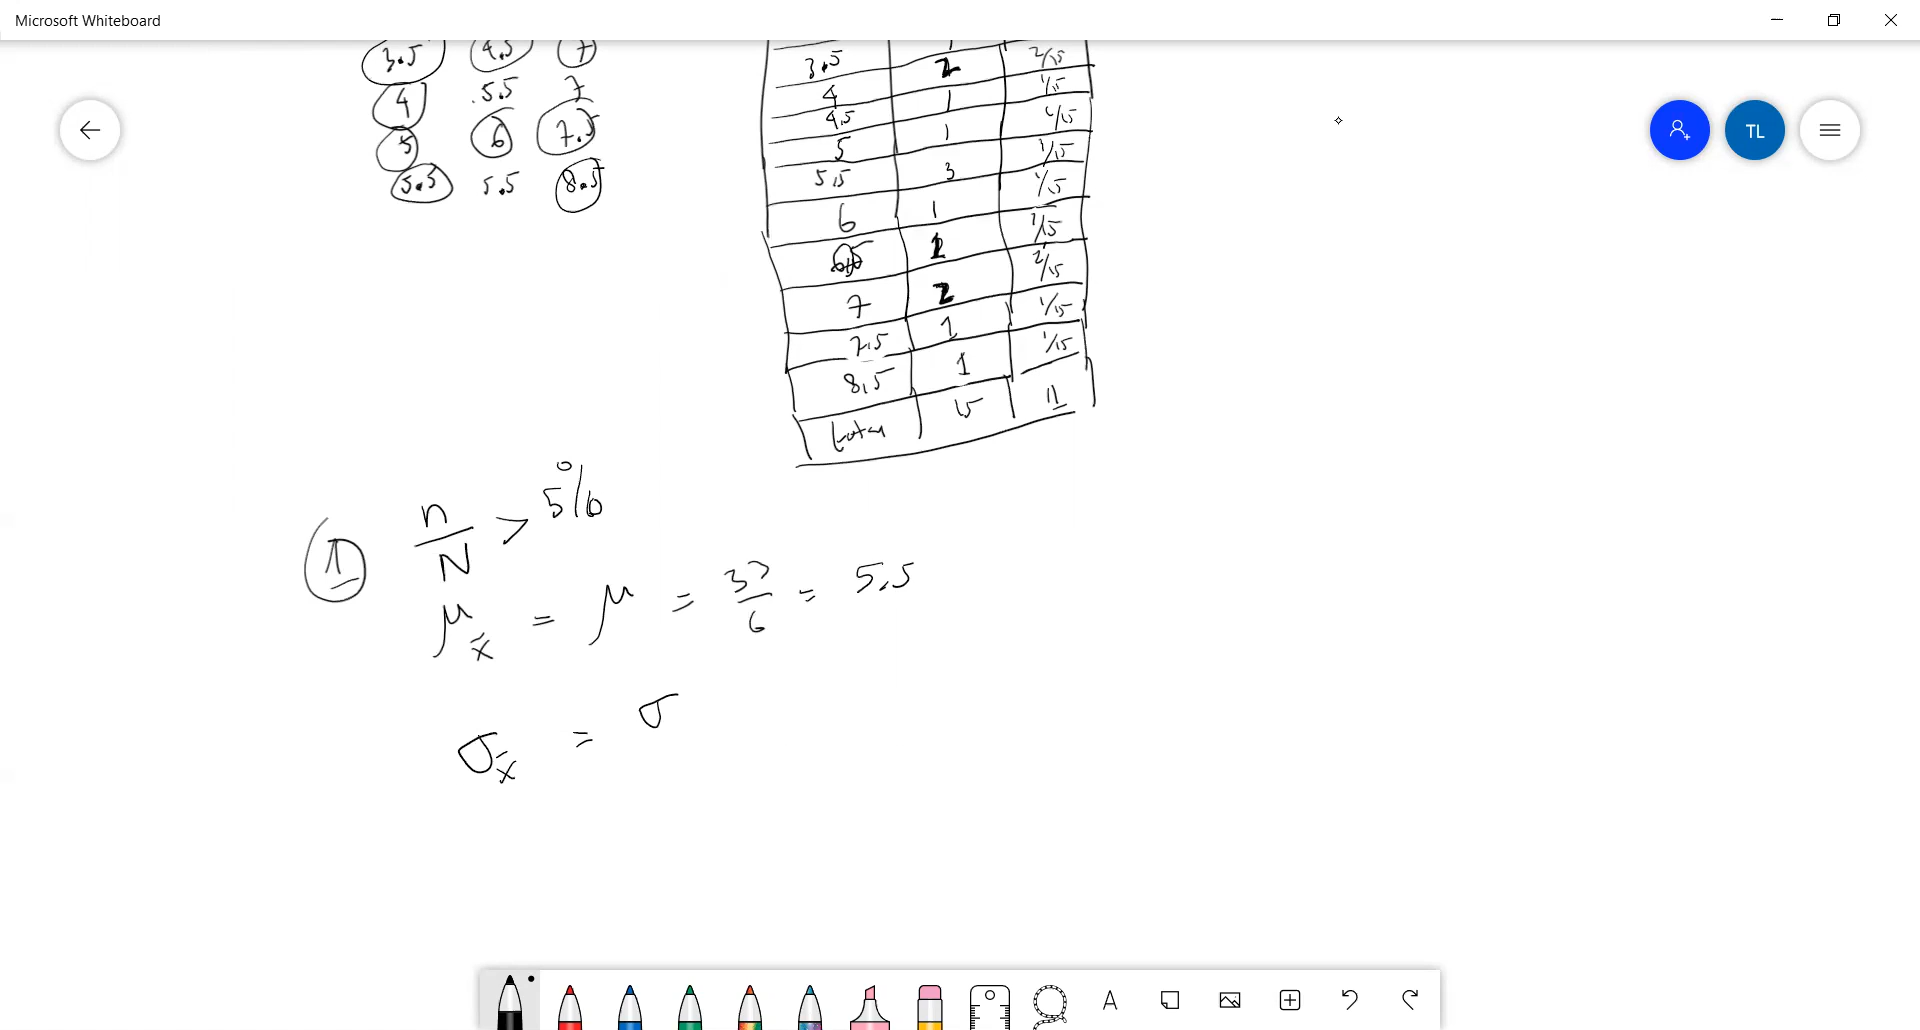 Microsoft Whiteboard
3.5 4.5 7
4 5.5 7
5 6 7.5
5.5 5.5 8.5
TL
3.5 2 2/15
4 1 1/15
4.5 1 1/15
5 1 1/15
5.5 3 1/15
6 1 1/15
1 2/15
7 2 1/15
7.5 1 1/15
8.5 1
total 15 11
1 n/N > 5%
μx̄ = μ = 33/6 = 5.5
σx̄ = σ
A